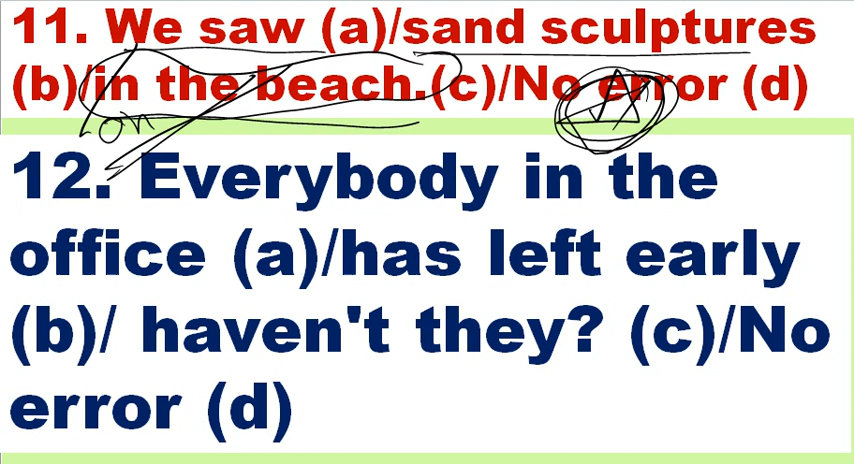 11. We saw (a)/sand sculptures
(b)/in the beach.(c)/No error (d)
on
12. Everybody in the
office (a)/has left early
(b)/ haven't they? (c)/No
error (d)